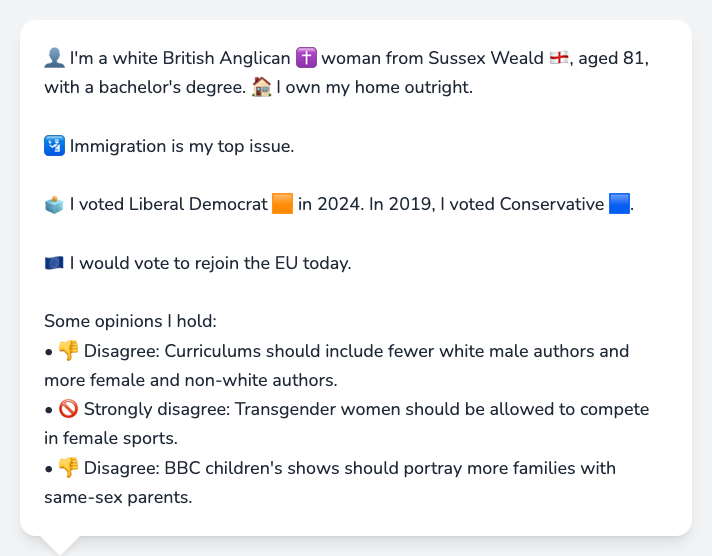 👤 I'm a white British Anglican ✝️ woman from Sussex Weald 🏴󠁧󠁢󠁥󠁮󠁧󠁿, aged 81,
with a bachelor's degree. 🏠 I own my home outright.
🛂 Immigration is my top issue.
🗳️ I voted Liberal Democrat 🟧 in 2024. In 2019, I voted Conservative 🟦.
🇪🇺 I would vote to rejoin the EU today.
Some opinions I hold:
• 👎 Disagree: Curriculums should include fewer white male authors and
more female and non-white authors.
• 🚫 Strongly disagree: Transgender women should be allowed to compete
in female sports.
• 👎 Disagree: BBC children's shows should portray more families with
same-sex parents.